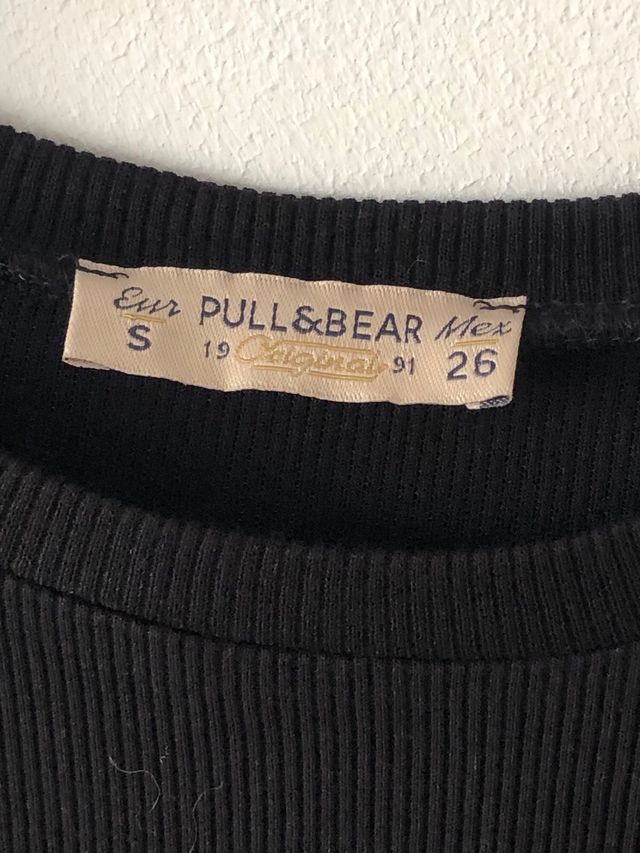 Eur PULL&BEAR Mex
S 19 Original 91 26